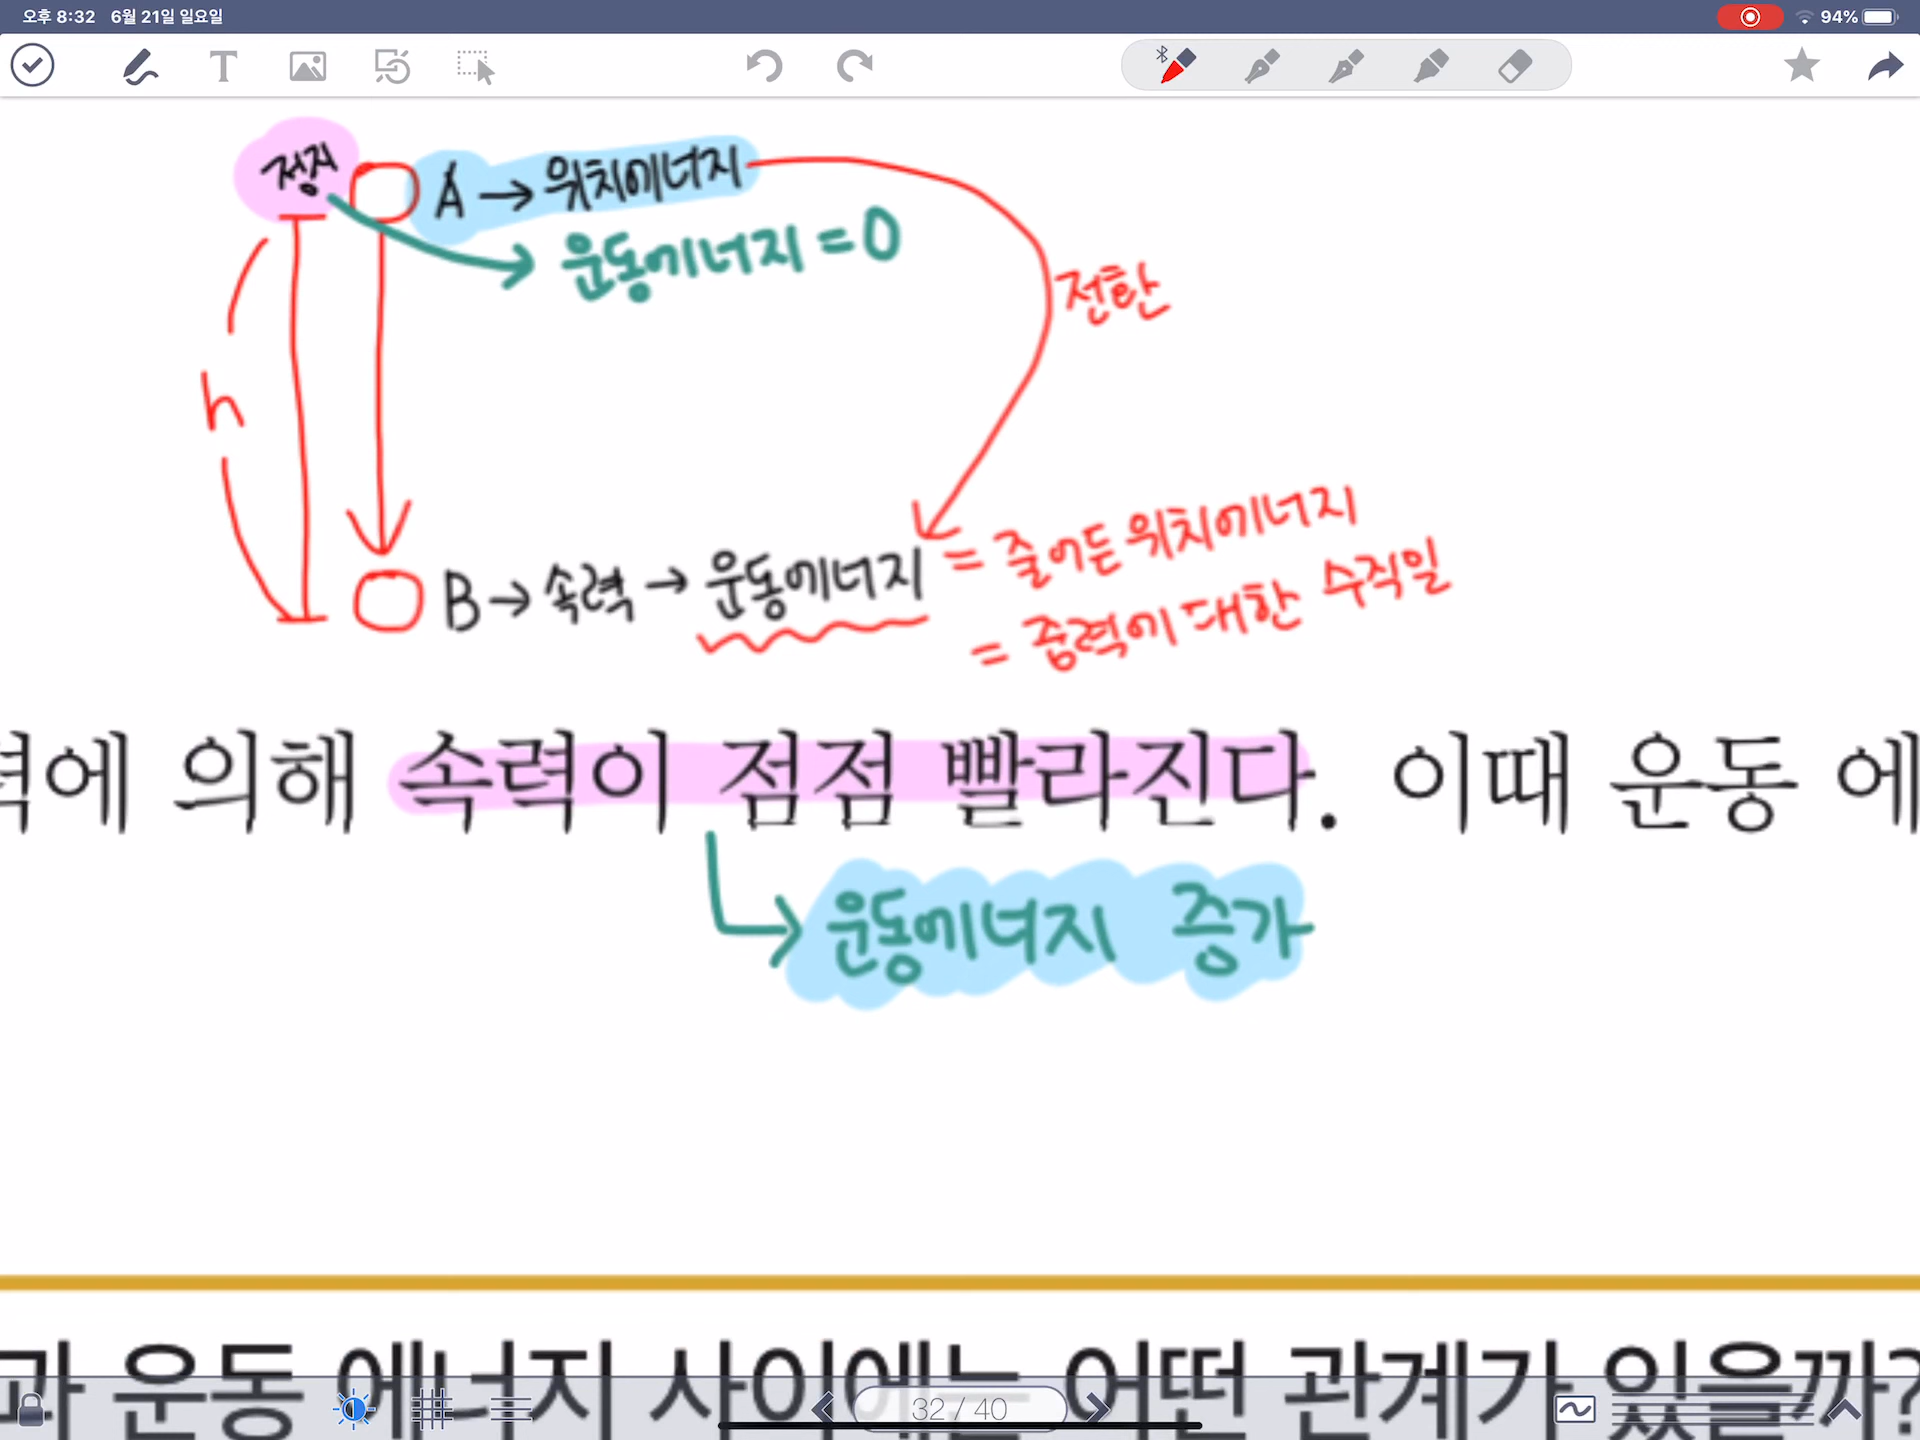 오후 8:32 6월 21일 일요일 94%
정지 A → 위치에너지
운동에너지 = 0
전환
h
B → 속력 → 운동에너지 = 줄어든 위치에너지
= 중력이 대한 수직일
력에 의해 속력이 점점 빨라진다. 이때 운동 에
운동에너지 증가
과 운동 에너지 사이에는 어떤 관계가 있을까?
32 / 40